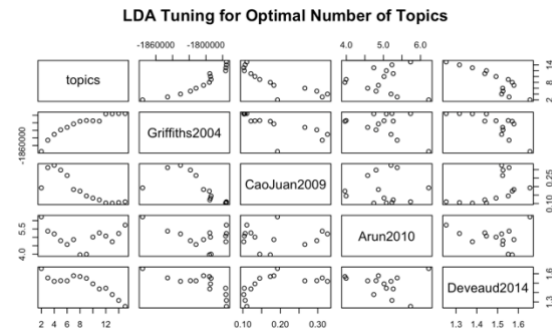 LDA Tuning for Optimal Number of Topics
-1860000 -1800000 4.0 5.0 6.0
topics 2 6 10 14
-1860000 Griffiths2004
CaoJuan2009 0.10 0.25
4.0 5.5 Arun2010
Deveaud2014 1.3 1.6
2 4 6 8 12 0.10 0.20 0.30 1.3 1.4 1.5 1.6